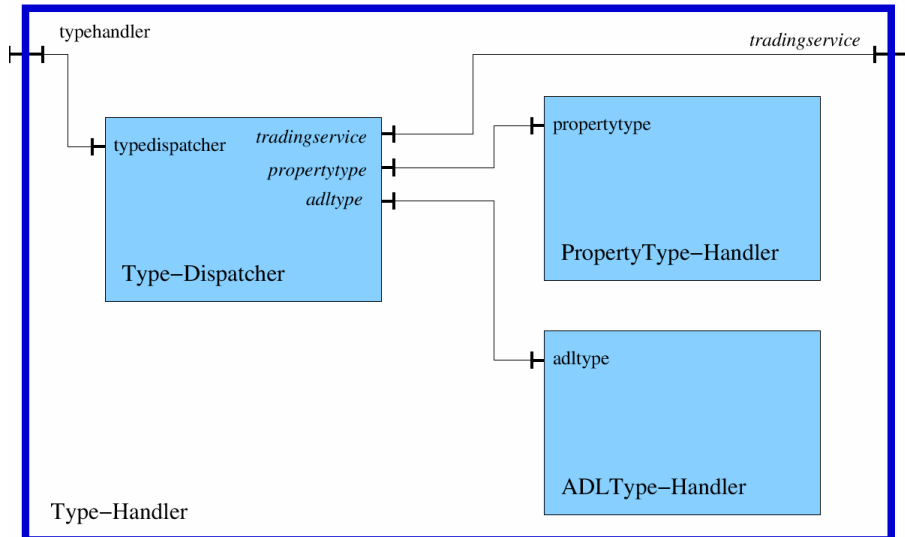 typehandler
tradingservice
typedispatcher
tradingservice
propertytype
adltype
Type−Dispatcher
propertytype
PropertyType−Handler
adltype
ADLType−Handler
Type−Handler